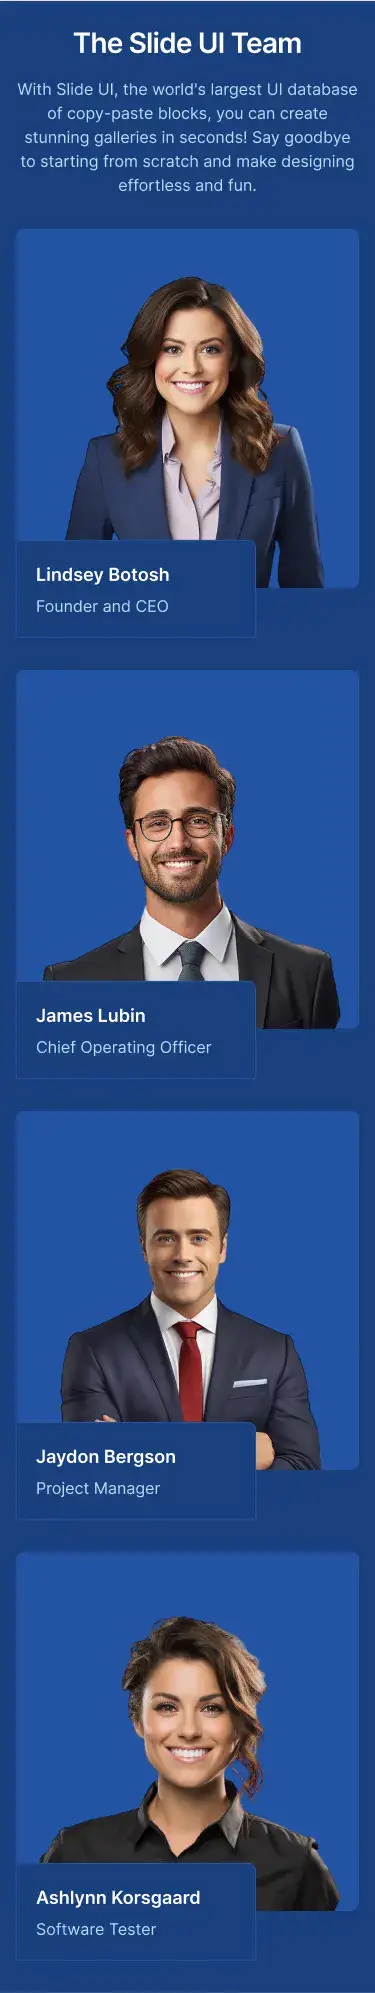 The Slide UI Team
With Slide UI, the world's largest UI database
of copy-paste blocks, you can create
stunning galleries in seconds! Say goodbye
to starting from scratch and make designing
effortless and fun.
Lindsey Botosh
Founder and CEO
James Lubin
Chief Operating Officer
Jaydon Bergson
Project Manager
Ashlynn Korsgaard
Software Tester